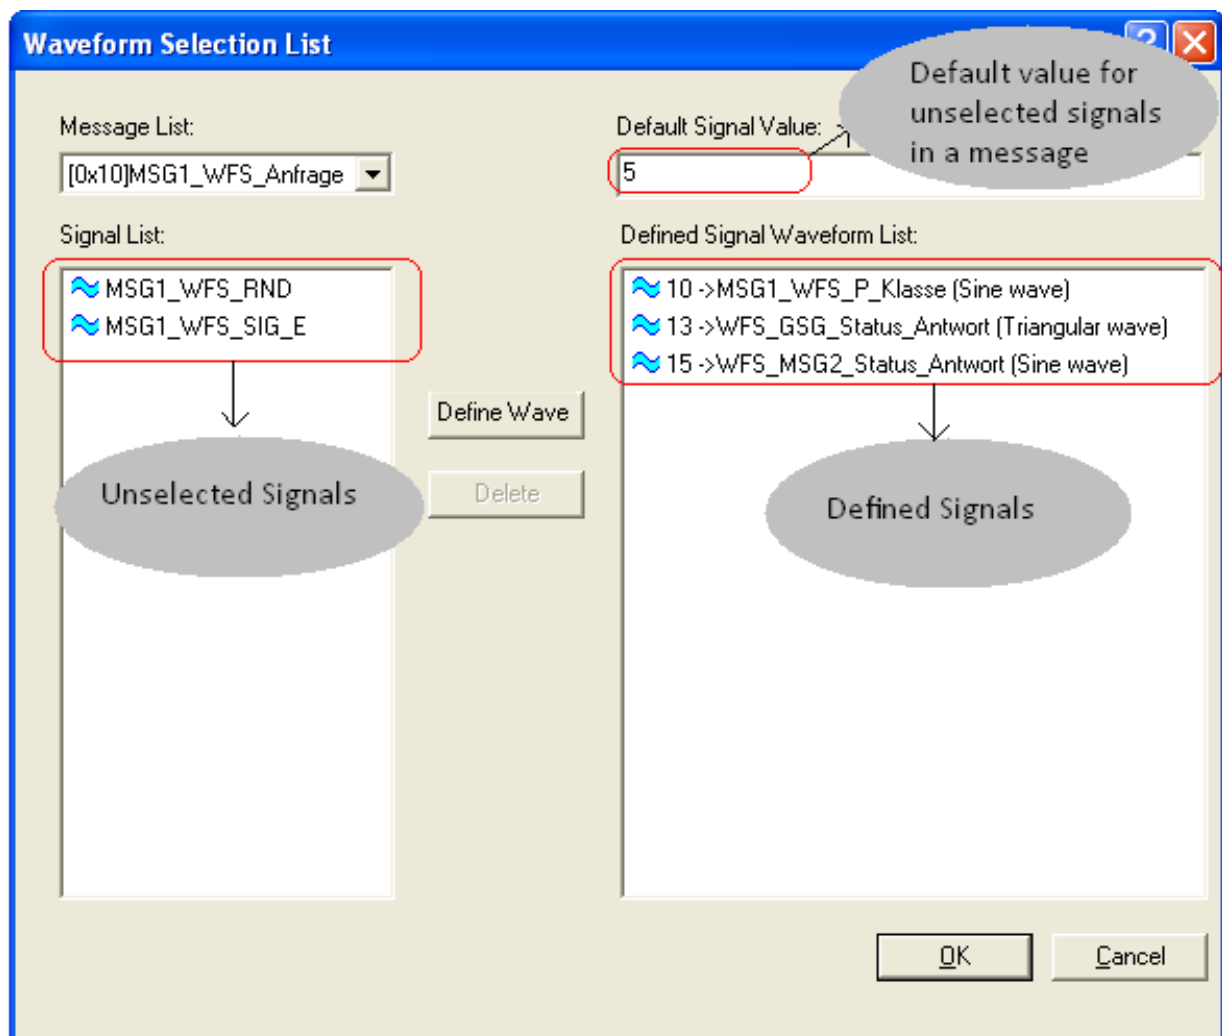 Waveform Selection List
?
Default value for
unselected signals
in a message
Message List:
Default Signal Value:
[0x10]MSG1_WFS_Anfrage
5
Signal List:
Defined Signal Waveform List:
MSG1_WFS_RND
MSG1_WFS_SIG_E
10 ->MSG1_WFS_P_Klasse (Sine wave)
13 ->WFS_GSG_Status_Antwort (Triangular wave)
15 ->WFS_MSG2_Status_Antwort (Sine wave)
Define Wave
Delete
Unselected Signals
Defined Signals
OK
Cancel